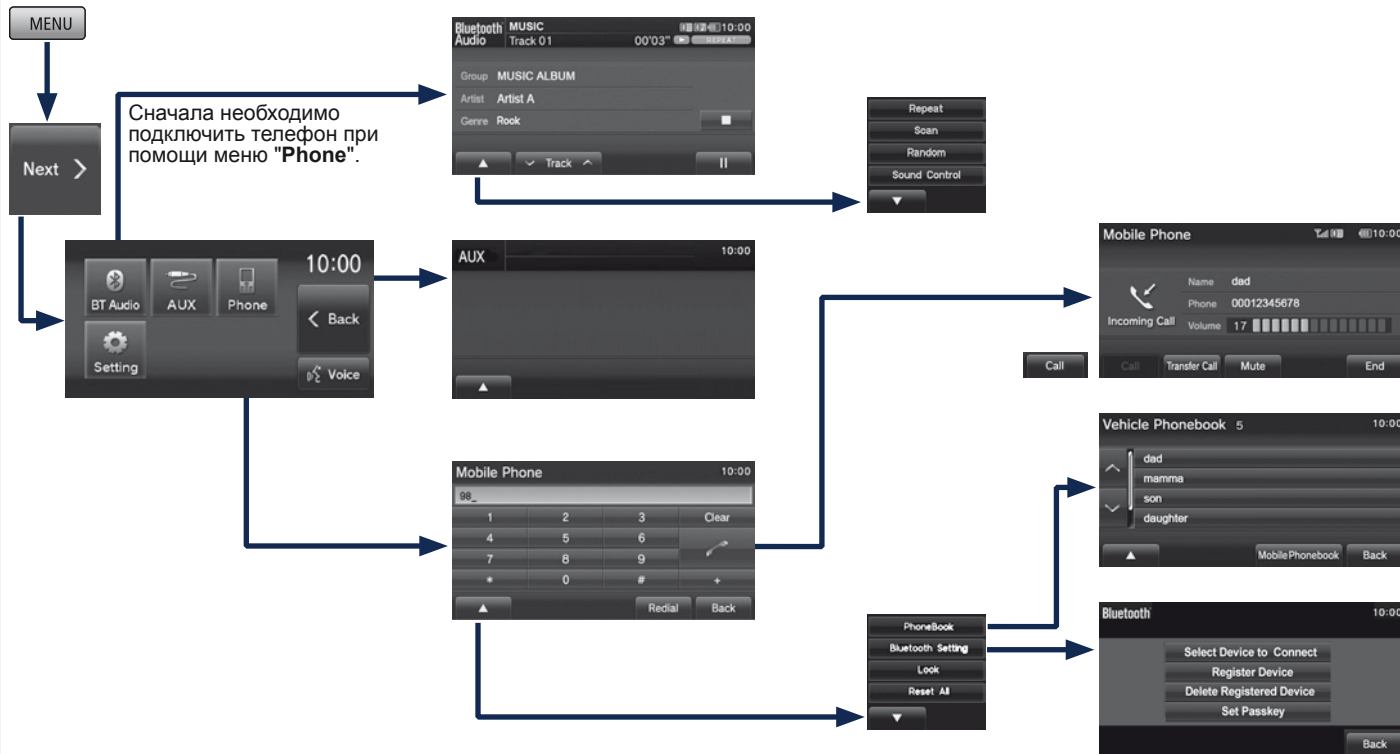 MENU
Next
Сначала необходимо
подключить телефон при
помощи меню "Phone".
Bluetooth Audio
MUSIC
10:00
Track 01
00'03"
REPEAT
Group MUSIC ALBUM
Artist Artist A
Genre Rock
Track
Repeat
Scan
Random
Sound Control
10:00
BT Audio
AUX
Phone
Back
Setting
Voice
AUX
10:00
Mobile Phone
10:00
98_
1 2 3 Clear
4 5 6
7 8 9
* 0 # +
Redial Back
PhoneBook
Bluetooth Setting
Lock
Reset All
Call
Mobile Phone
10:00
Name dad
Phone 00012345678
Incoming Call
Volume 17
Call Transfer Call Mute End
Vehicle Phonebook 5
10:00
dad
mamma
son
daughter
MobilePhonebook Back
Bluetooth
10:00
Select Device to Connect
Register Device
Delete Registered Device
Set Passkey
Back